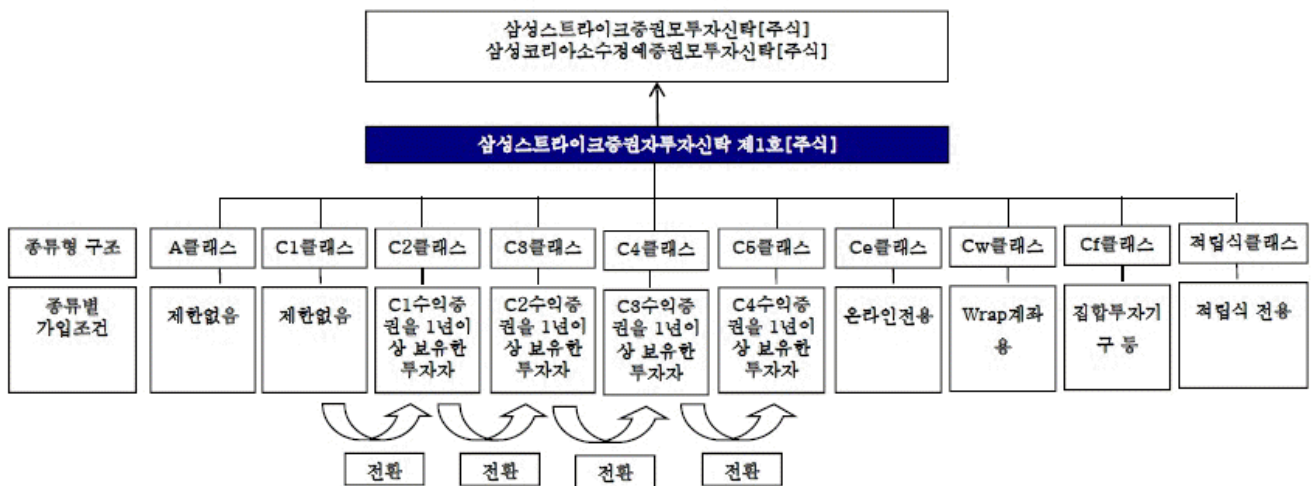 삼성스트라이크증권모투자신탁[주식]
삼성코리아소수정예증권모투자신탁[주식]
삼성스트라이크증권자투자신탁 제1호[주식]
종류형 구조
A클래스
C1클래스
C2클래스
C3클래스
C4클래스
C5클래스
Ce클래스
Cw클래스
Cf클래스
적립식클래스
종류별
가입조건
제한없음
제한없음
C1수익증
권을 1년이
상 보유한
투자자
C2수익증
권을 1년이
상 보유한
투자자
C3수익증
권을 1년이
상 보유한
투자자
C4수익증
권을 1년이
상 보유한
투자자
온라인전용
Wrap계좌
용
집합투자기
구 등
적립식 전용
전환
전환
전환
전환